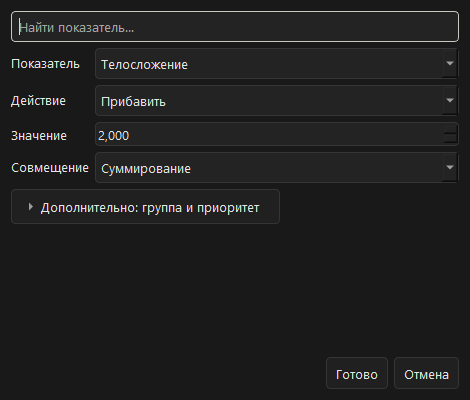 Найти показатель...
Показатель Телосложение
Действие Прибавить
Значение 2,000
Совмещение Суммирование
Дополнительно: группа и приоритет
Готово Отмена